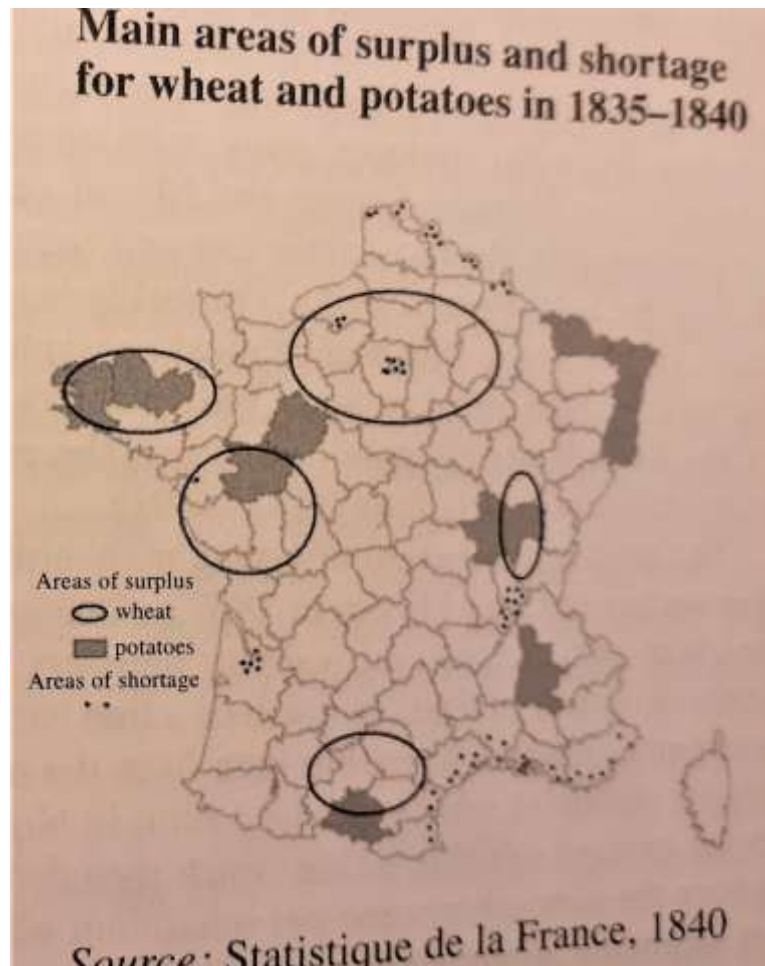 Main areas of surplus and shortage
for wheat and potatoes in 1835–1840
Areas of surplus
wheat
potatoes
Areas of shortage
Source: Statistique de la France, 1840